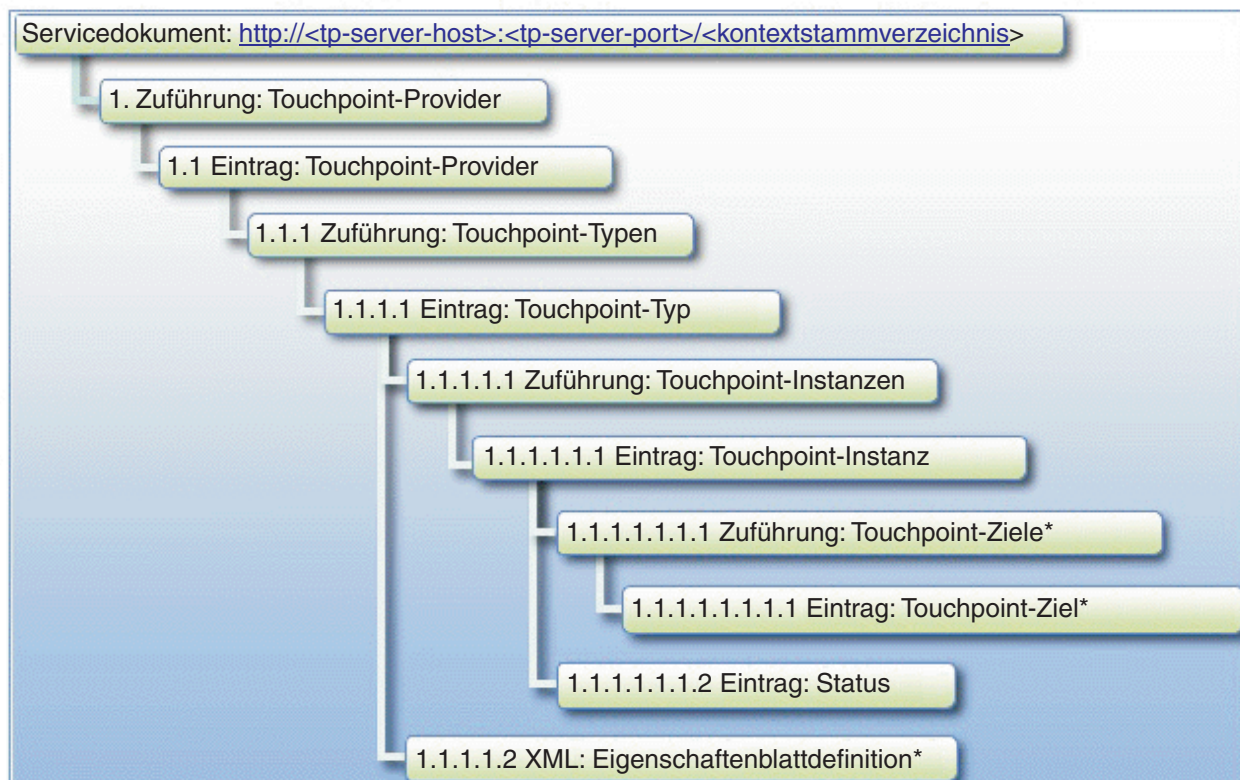 Servicedokument: http://<tp-server-host>:<tp-server-port>/<kontextstammverzeichnis>
1. Zuführung: Touchpoint-Provider
1.1 Eintrag: Touchpoint-Provider
1.1.1 Zuführung: Touchpoint-Typen
1.1.1.1 Eintrag: Touchpoint-Typ
1.1.1.1.1 Zuführung: Touchpoint-Instanzen
1.1.1.1.1.1 Eintrag: Touchpoint-Instanz
1.1.1.1.1.1.1 Zuführung: Touchpoint-Ziele*
1.1.1.1.1.1.1.1 Eintrag: Touchpoint-Ziel*
1.1.1.1.1.1.2 Eintrag: Status
1.1.1.1.2 XML: Eigenschaftenblattdefinition*